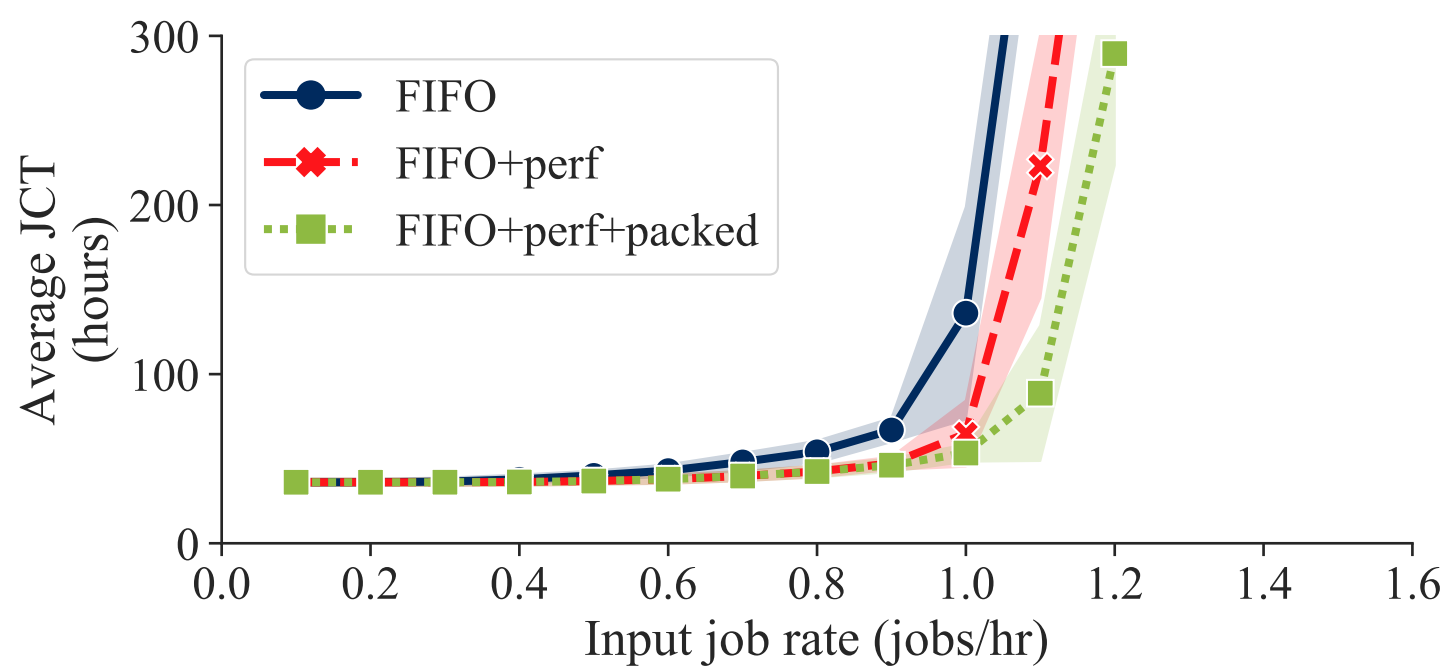 300
200
100
0
Average JCT
(hours)
FIFO
FIFO+perf
FIFO+perf+packed
0.0 0.2 0.4 0.6 0.8 1.0 1.2 1.4 1.6
Input job rate (jobs/hr)